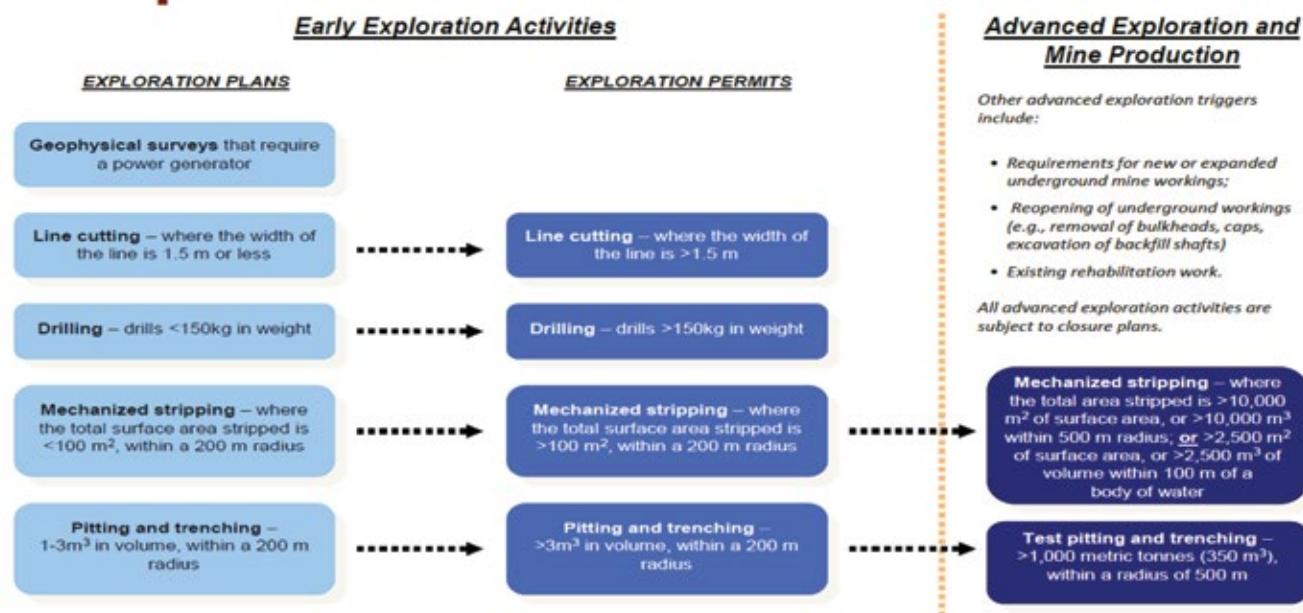 Early Exploration Activities
EXPLORATION PLANS
EXPLORATION PERMITS
Geophysical surveys that require
a power generator
Line cutting – where the width of
the line is 1.5 m or less
Line cutting – where the width of
the line is >1.5 m
Drilling – drills <150kg in weight
Drilling – drills >150kg in weight
Mechanized stripping – where
the total surface area stripped is
<100 m², within a 200 m radius
Mechanized stripping – where
the total surface area stripped is
>100 m², within a 200 m radius
Pitting and trenching –
1-3m³ in volume, within a 200 m
radius
Pitting and trenching –
>3m³ in volume, within a 200 m
radius
Advanced Exploration and
Mine Production
Other advanced exploration triggers
include:
• Requirements for new or expanded
underground mine workings;
• Reopening of underground workings
(e.g., removal of bulkheads, caps,
excavation of backfill shafts)
• Existing rehabilitation work.
All advanced exploration activities are
subject to closure plans.
Mechanized stripping – where
the total area stripped is >10,000
m² of surface area, or >10,000 m³
within 500 m radius; or >2,500 m²
of surface area, or >2,500 m³ of
volume within 100 m of a
body of water
Test pitting and trenching –
>1,000 metric tonnes (350 m³),
within a radius of 500 m